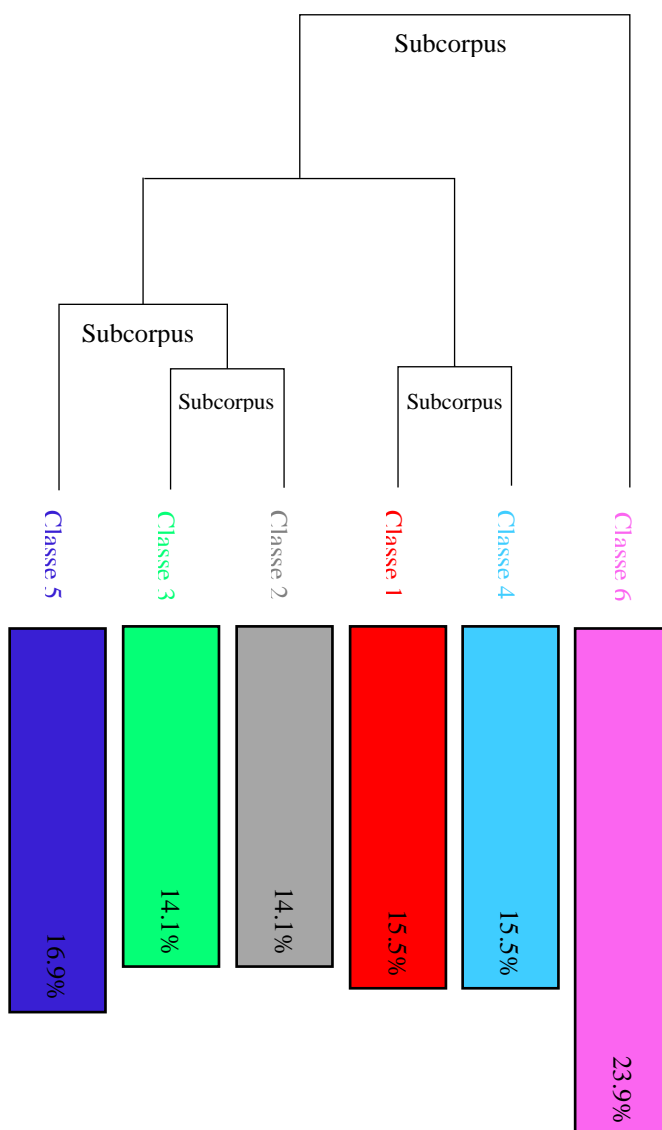 Subcorpus
Subcorpus
Subcorpus
Subcorpus
Classe 5
Classe 3
Classe 2
Classe 1
Classe 4
Classe 6
16.9%
14.1%
14.1%
15.5%
15.5%
23.9%